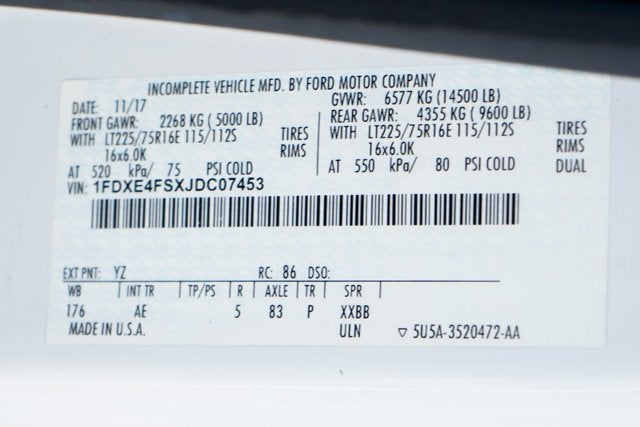 INCOMPLETE VEHICLE MFD. BY FORD MOTOR COMPANY
DATE: 11/17 GVWR: 6577 KG (14500 LB)
FRONT GAWR: 2268 KG (5000 LB) REAR GAWR: 4355 KG (9600 LB)
WITH LT225/75R16E 115/112S TIRES WITH LT225/75R16E 115/112S TIRES
16x6.0K RIMS 16x6.0K RIMS
AT 520 kPa/ 75 PSI COLD AT 550 kPa/ 80 PSI COLD DUAL
VIN: 1FDXE4FSXJDC07453
EXT PNT: YZ RC: 86 DSO:
WB INT TR TP/PS R AXLE TR SPR
176 AE 5 83 P XXBB
MADE IN U.S.A. ULN ▽ 5U5A-3520472-AA